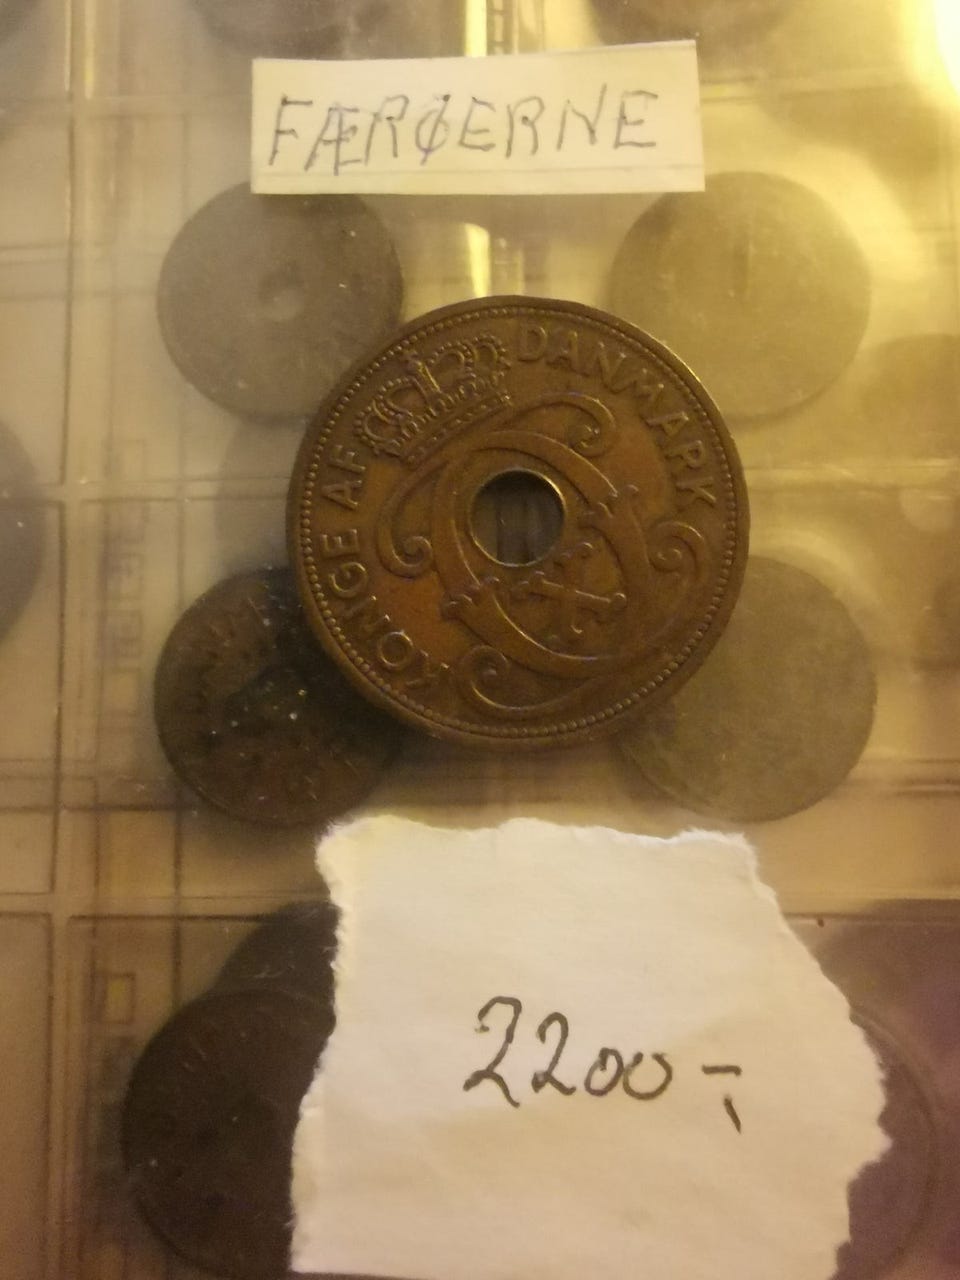 FÆRØERNE
KONGE AF DANMARK
2200,-